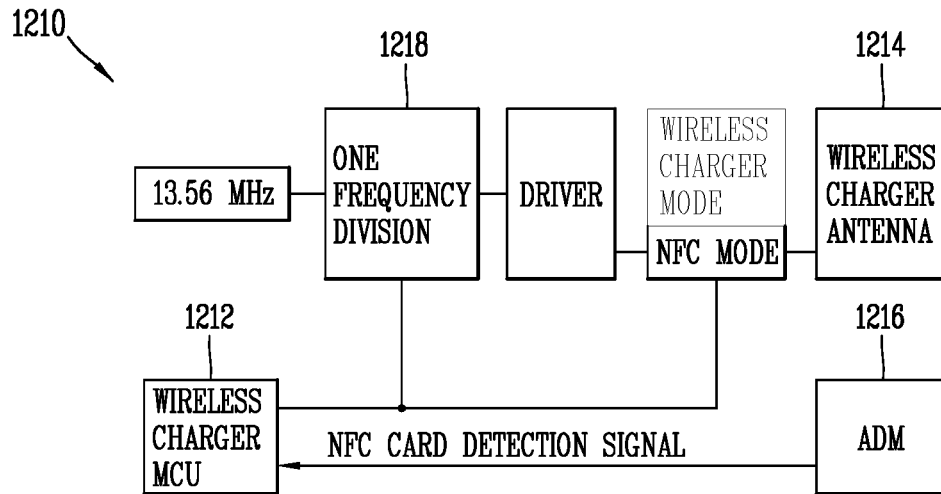 1210
1218
1214
13.56 MHz
ONE
FREQUENCY
DIVISION
DRIVER
WIRELESS
CHARGER
MODE
NFC MODE
WIRELESS
CHARGER
ANTENNA
1212
1216
WIRELESS
CHARGER
MCU
NFC CARD DETECTION SIGNAL
ADM